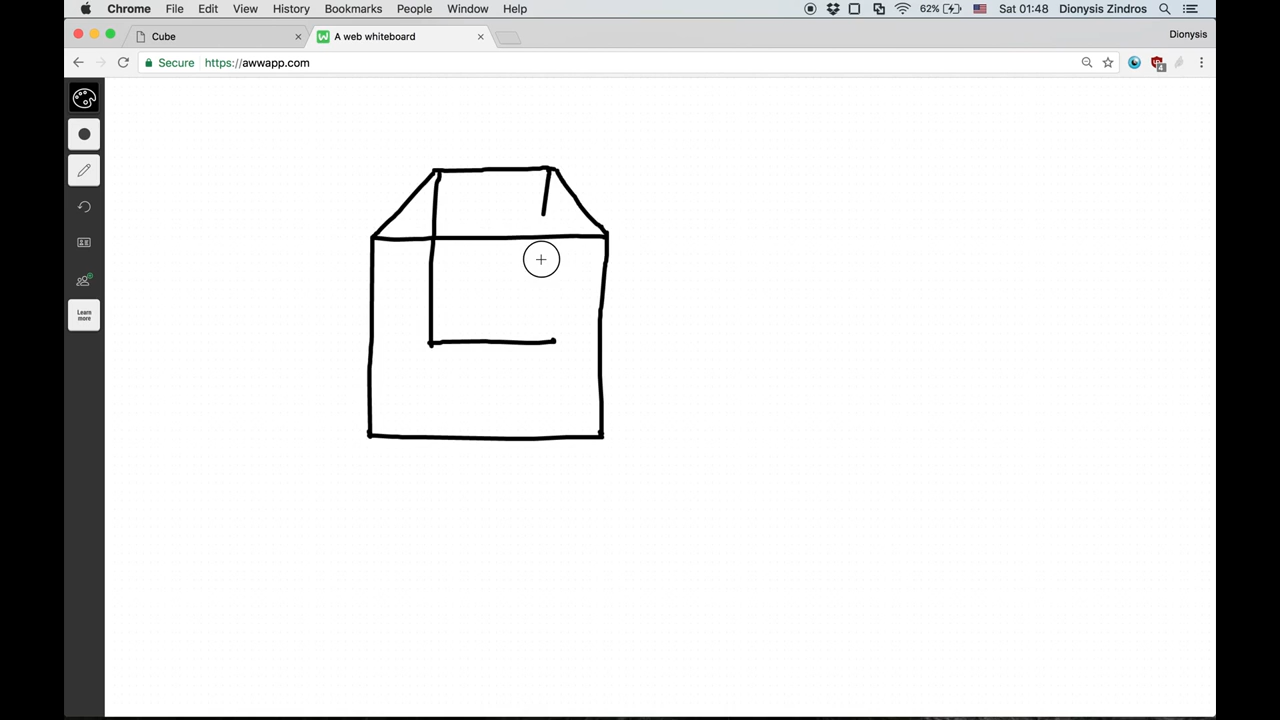 Chrome File Edit View History Bookmarks People Window Help 62% Sat 01:48 Dionysis Zindros
Cube A web whiteboard Dionysis
Secure https://awwapp.com 4
Learn
more